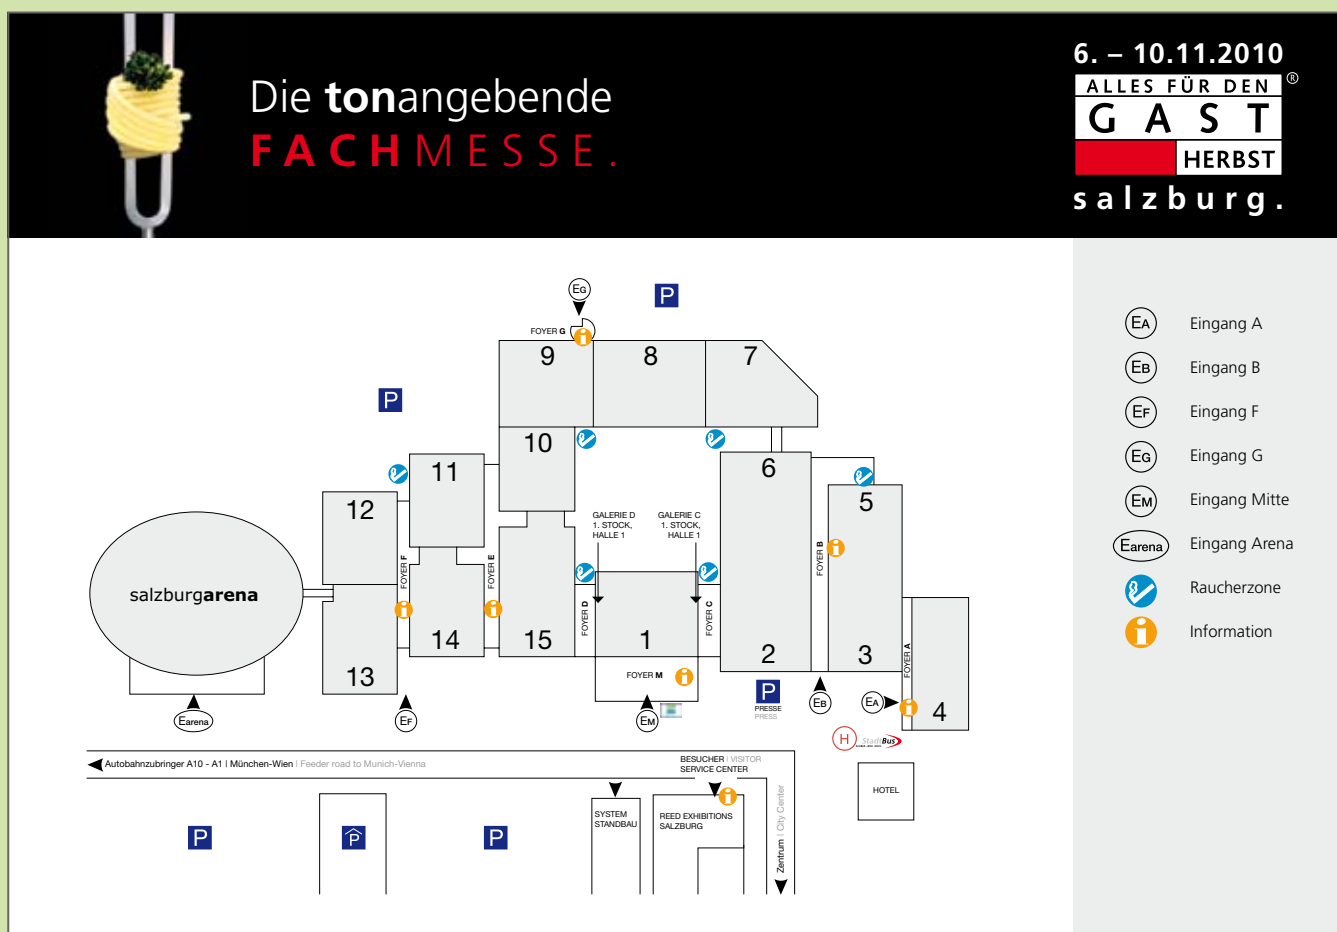 Die tonangebende
FACHMESSE.
6. – 10.11.2010
ALLES FÜR DEN ®
GAST
HERBST
salzburg.
EG
P
FOYER G
i
9
8
7
P
10
6
11
5
12
GALERIE D
1. STOCK,
HALLE 1
GALERIE C
1. STOCK,
HALLE 1
FOYER F
FOYER E
FOYER B
i
salzburgarena
i
i
FOYER D
FOYER C
FOYER A
14
15
1
2
3
13
FOYER M
i
4
P
PRESSE
PRESS
Earena
EF
EM
EB
EA
i
H
StadtBus
HOTEL
Autobahnzubringer A10 - A1 | München-Wien | Feeder road to Munich-Vienna
BESUCHER | VISITOR
SERVICE CENTER
i
SYSTEM
STANDBAU
REED EXHIBITIONS
SALZBURG
Zentrum | City Center
P
P
P
EA Eingang A
EB Eingang B
EF Eingang F
EG Eingang G
EM Eingang Mitte
Earena Eingang Arena
Raucherzone
i Information